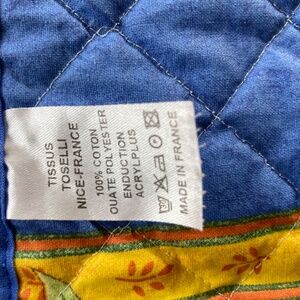 TISSUS
TOSELLI
NICE-FRANCE
100% COTON
OUATE POLYESTER
ENDUCTION
ACRYLPLUS
MADE IN FRANCE